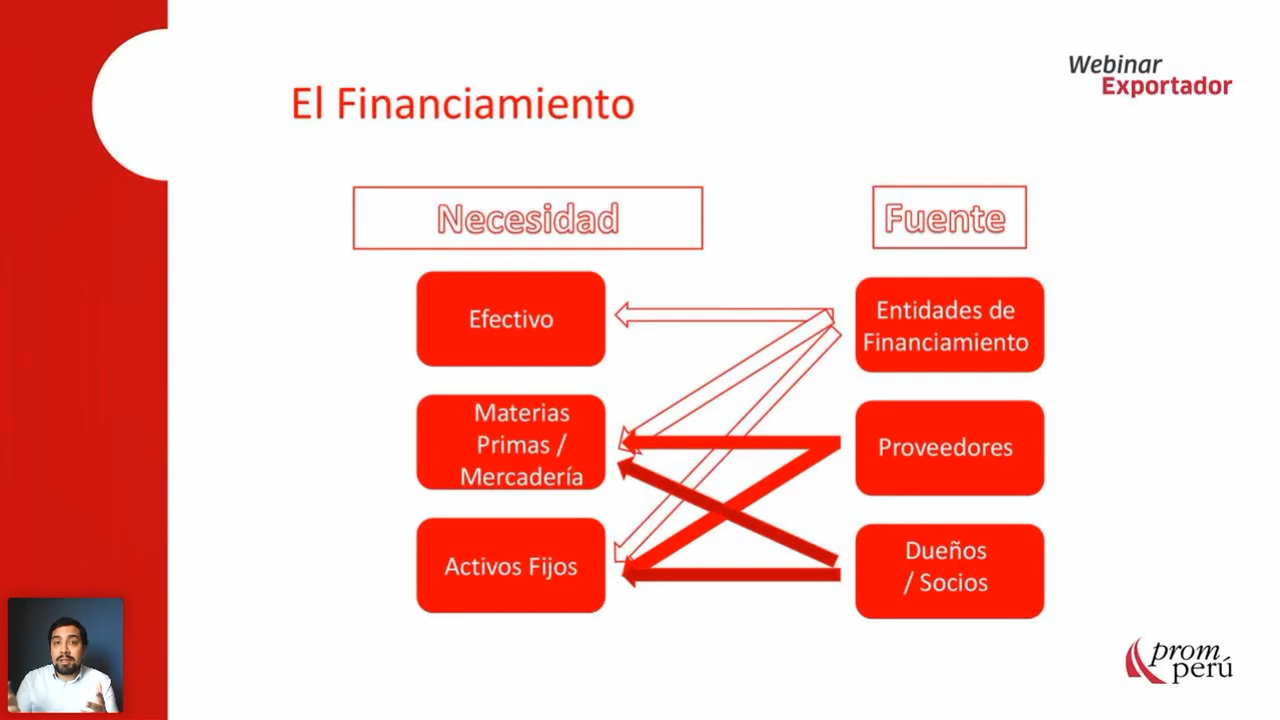 Webinar
Exportador
El Financiamiento
Necesidad
Fuente
Efectivo
Entidades de
Financiamiento
Materias
Primas /
Mercadería
Proveedores
Activos Fijos
Dueños
/ Socios
prom
perú